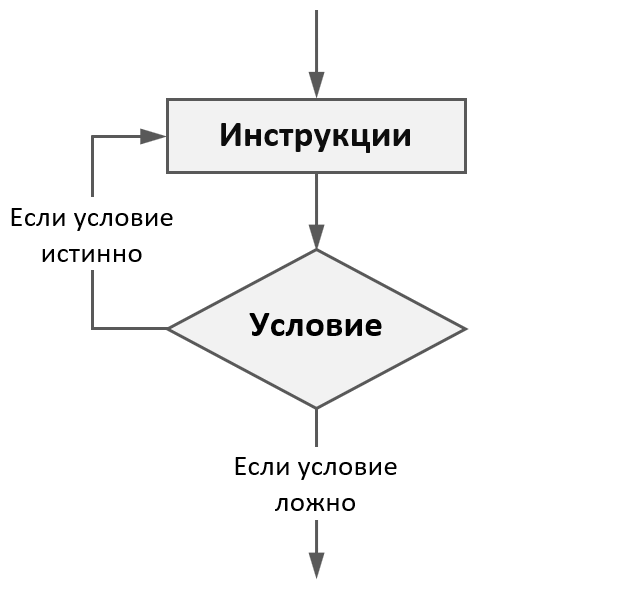 Инструкции
Если условие
истинно
Условие
Если условие
ложно